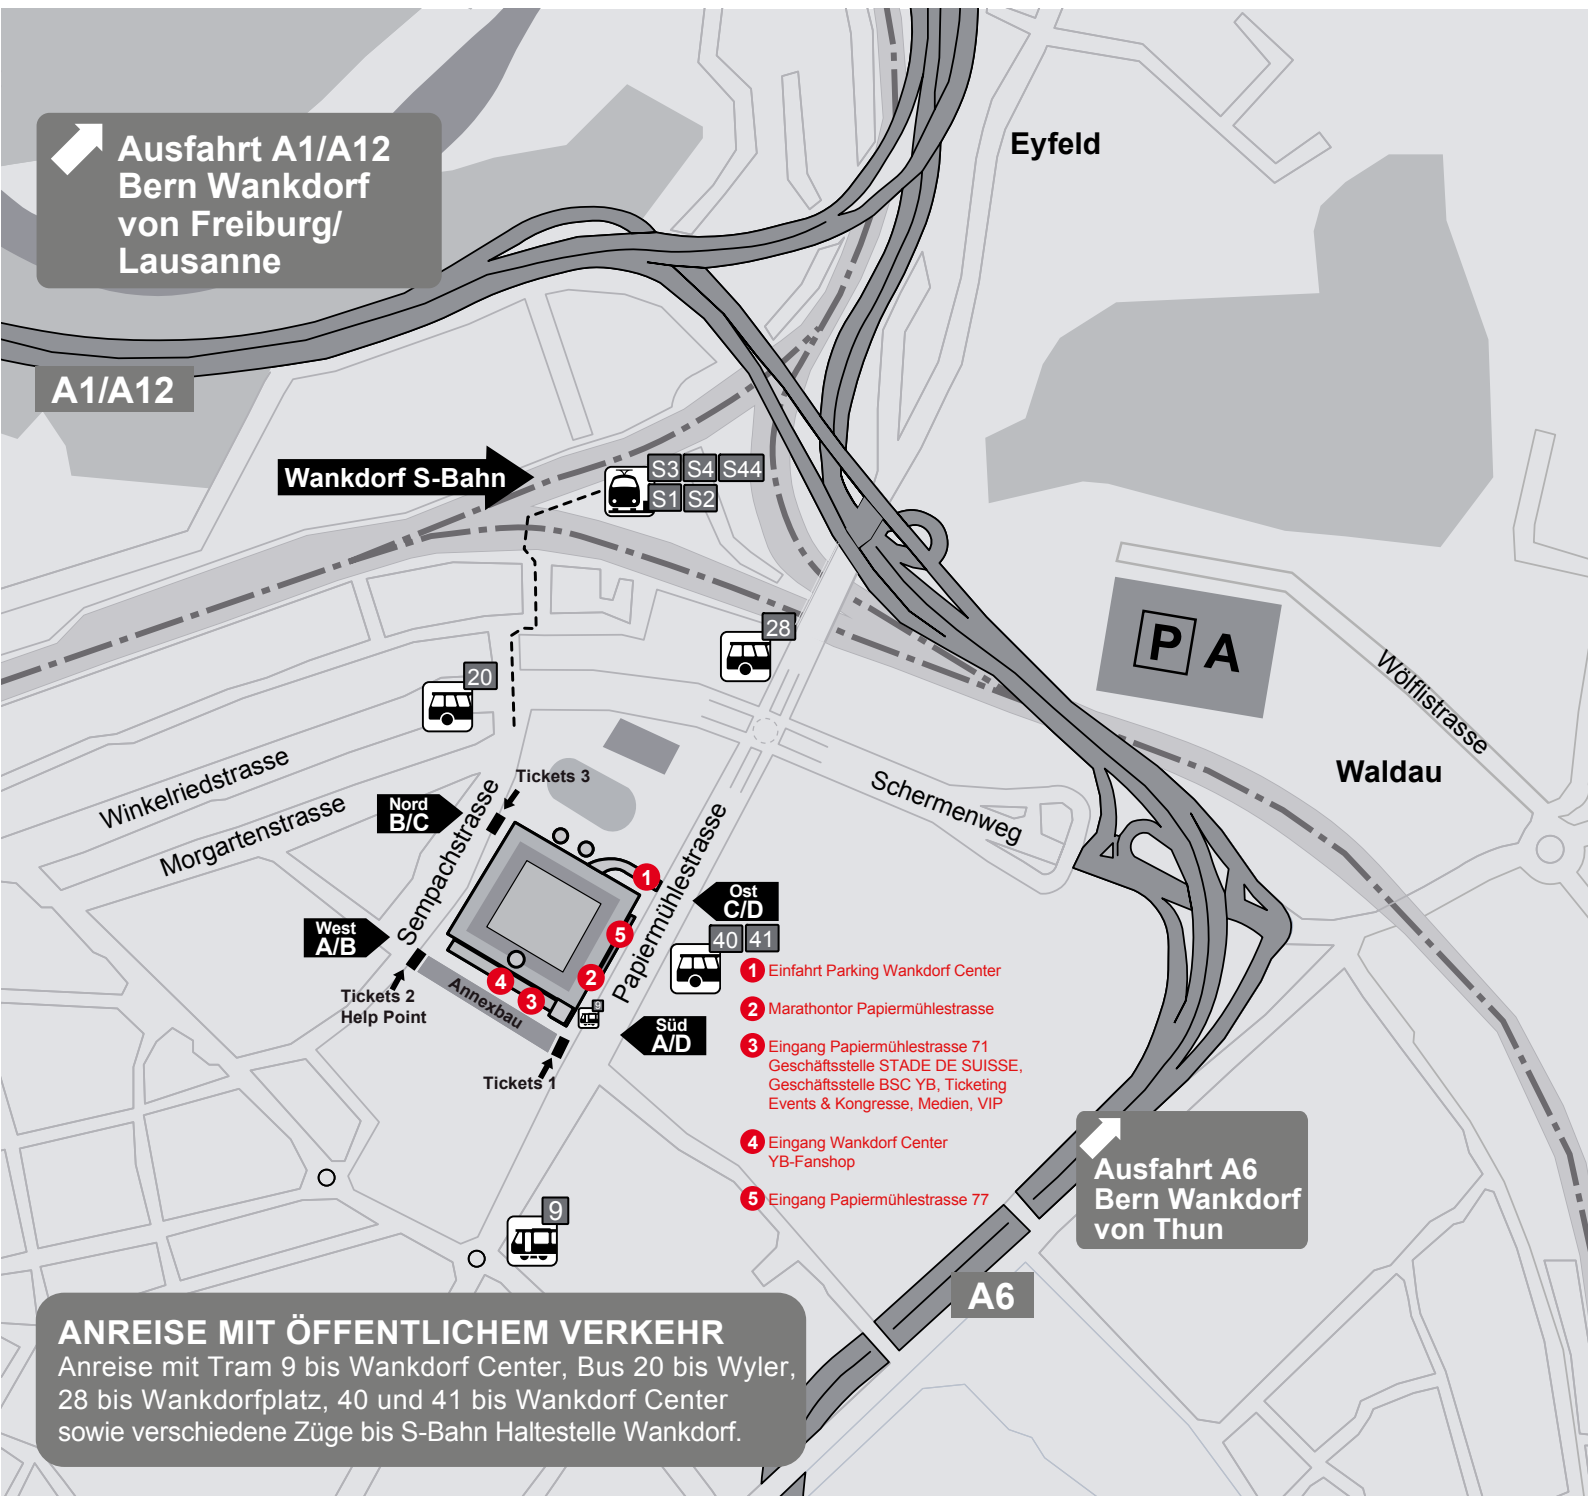 Ausfahrt A1/A12
Bern Wankdorf
von Freiburg/
Lausanne
Eyfeld
A1/A12
Wankdorf S-Bahn
S3 S4 S44
S1 S2
28
20
P A
Wölflistrasse
Waldau
Winkelriedstrasse
Morgartenstrasse
Schermenweg
Tickets 3
Nord
B/C
Sempachstrasse
Papiermühlestrasse
1
Ost
C/D
West
A/B
5
40 41
4
3
2
9
Annexbau
Tickets 2
Help Point
Süd
A/D
Tickets 1
1 Einfahrt Parking Wankdorf Center
2 Marathontor Papiermühlestrasse
3 Eingang Papiermühlestrasse 71
Geschäftsstelle STADE DE SUISSE,
Geschäftsstelle BSC YB, Ticketing
Events & Kongresse, Medien, VIP
4 Eingang Wankdorf Center
YB-Fanshop
5 Eingang Papiermühlestrasse 77
Ausfahrt A6
Bern Wankdorf
von Thun
9
A6
ANREISE MIT ÖFFENTLICHEM VERKEHR
Anreise mit Tram 9 bis Wankdorf Center, Bus 20 bis Wyler,
28 bis Wankdorfplatz, 40 und 41 bis Wankdorf Center
sowie verschiedene Züge bis S-Bahn Haltestelle Wankdorf.